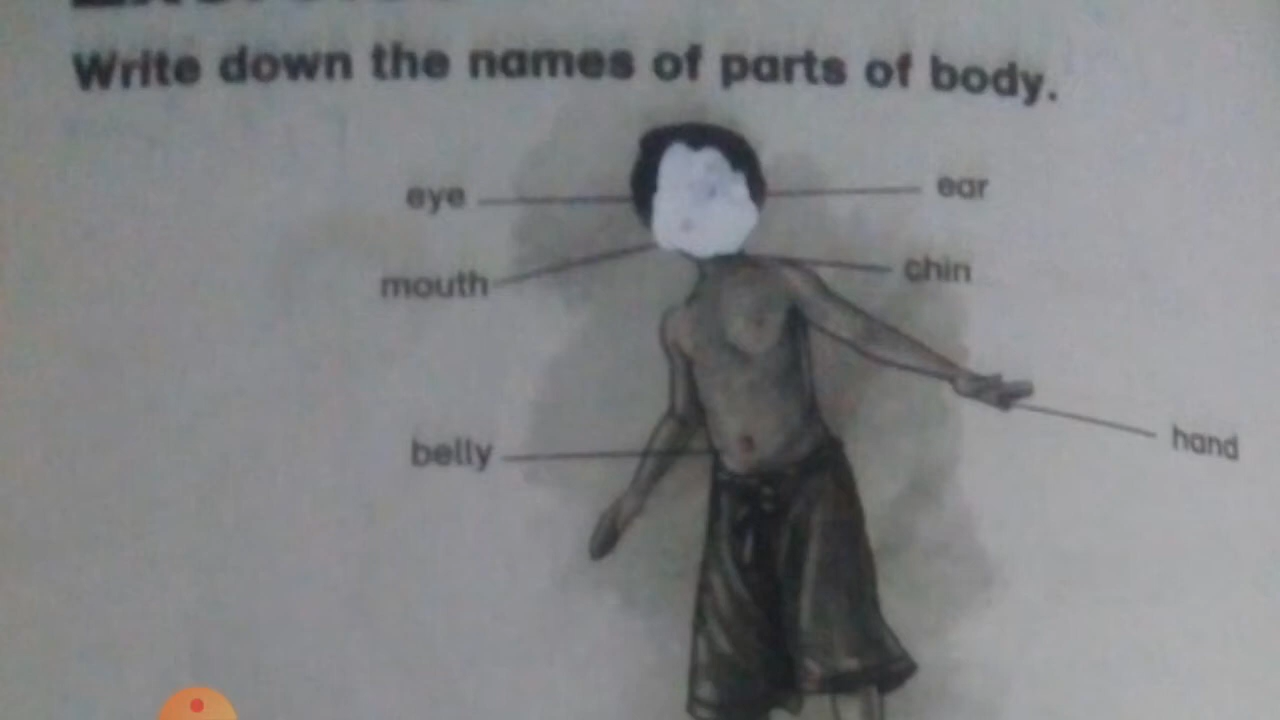 Write down the names of parts of body.
eye
ear
mouth
chin
belly
hand